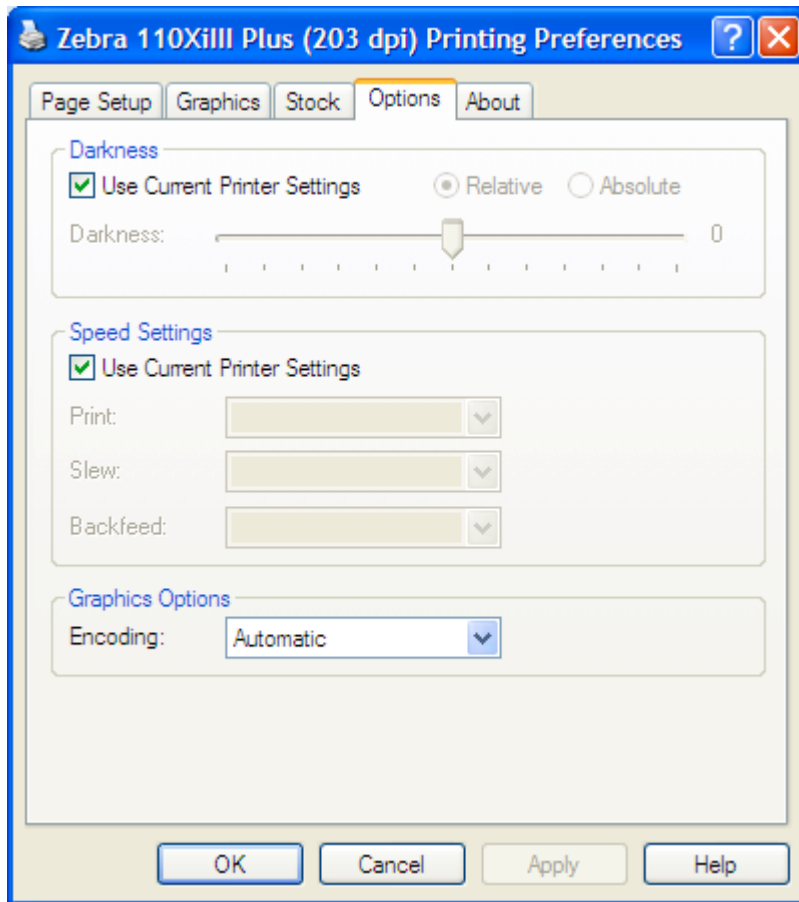 Zebra 110XiIII Plus (203 dpi) Printing Preferences
Page Setup Graphics Stock Options About
Darkness
Use Current Printer Settings Relative Absolute
Darkness: 0
Speed Settings
Use Current Printer Settings
Print:
Slew:
Backfeed:
Graphics Options
Encoding: Automatic
OK Cancel Apply Help